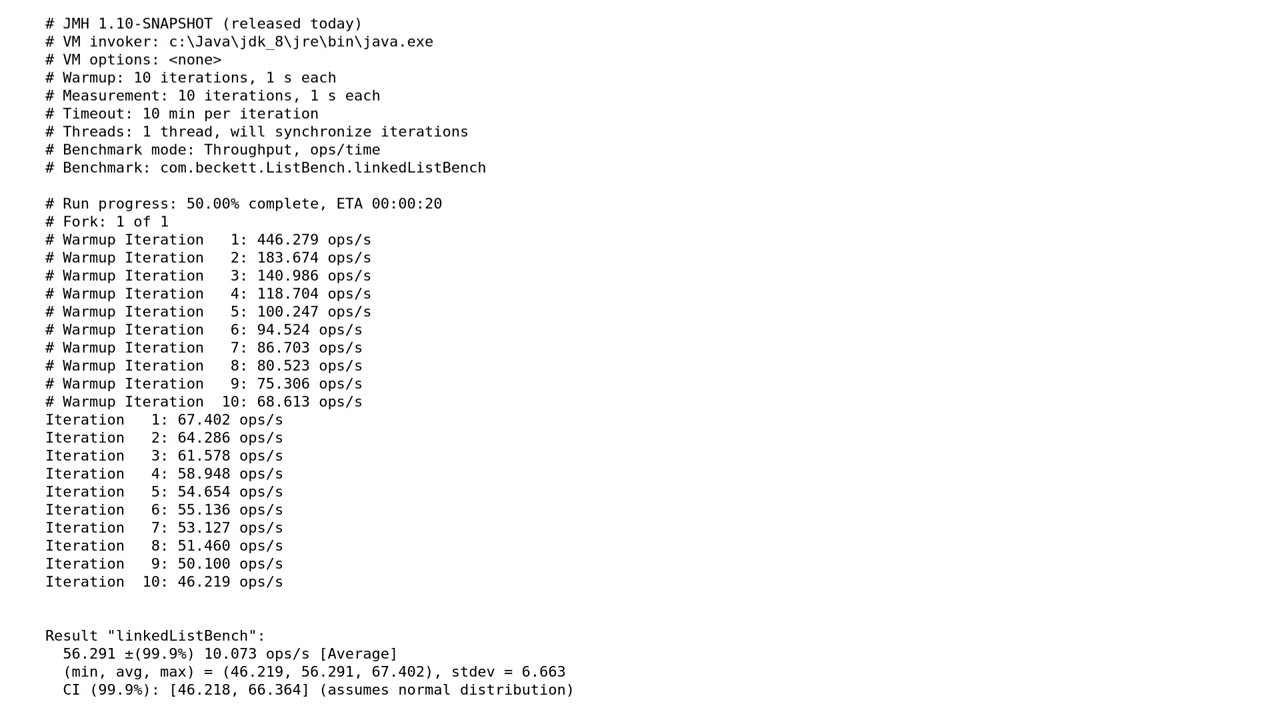 # JMH 1.10-SNAPSHOT (released today)
# VM invoker: c:\Java\jdk_8\jre\bin\java.exe
# VM options: <none>
# Warmup: 10 iterations, 1 s each
# Measurement: 10 iterations, 1 s each
# Timeout: 10 min per iteration
# Threads: 1 thread, will synchronize iterations
# Benchmark mode: Throughput, ops/time
# Benchmark: com.beckett.ListBench.linkedListBench

# Run progress: 50.00% complete, ETA 00:00:20
# Fork: 1 of 1
# Warmup Iteration   1: 446.279 ops/s
# Warmup Iteration   2: 183.674 ops/s
# Warmup Iteration   3: 140.986 ops/s
# Warmup Iteration   4: 118.704 ops/s
# Warmup Iteration   5: 100.247 ops/s
# Warmup Iteration   6: 94.524 ops/s
# Warmup Iteration   7: 86.703 ops/s
# Warmup Iteration   8: 80.523 ops/s
# Warmup Iteration   9: 75.306 ops/s
# Warmup Iteration  10: 68.613 ops/s
Iteration   1: 67.402 ops/s
Iteration   2: 64.286 ops/s
Iteration   3: 61.578 ops/s
Iteration   4: 58.948 ops/s
Iteration   5: 54.654 ops/s
Iteration   6: 55.136 ops/s
Iteration   7: 53.127 ops/s
Iteration   8: 51.460 ops/s
Iteration   9: 50.100 ops/s
Iteration  10: 46.219 ops/s

Result "linkedListBench":
  56.291 ±(99.9%) 10.073 ops/s [Average]
  (min, avg, max) = (46.219, 56.291, 67.402), stdev = 6.663
  CI (99.9%): [46.218, 66.364] (assumes normal distribution)